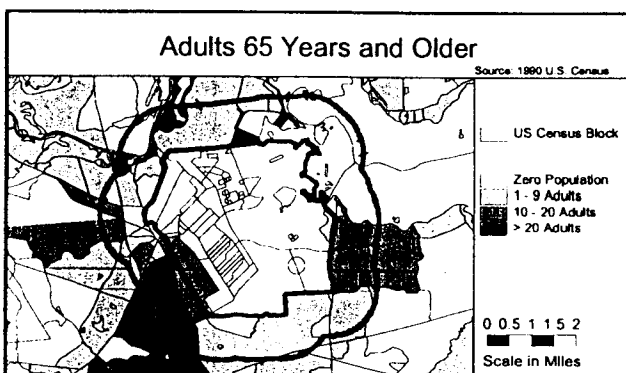 Adults 65 Years and Older
Source: 1990 U.S. Census
US Census Block
Zero Population
1 - 9 Adults
10 - 20 Adults
> 20 Adults
0 0.5 1 1.5 2
Scale in Miles